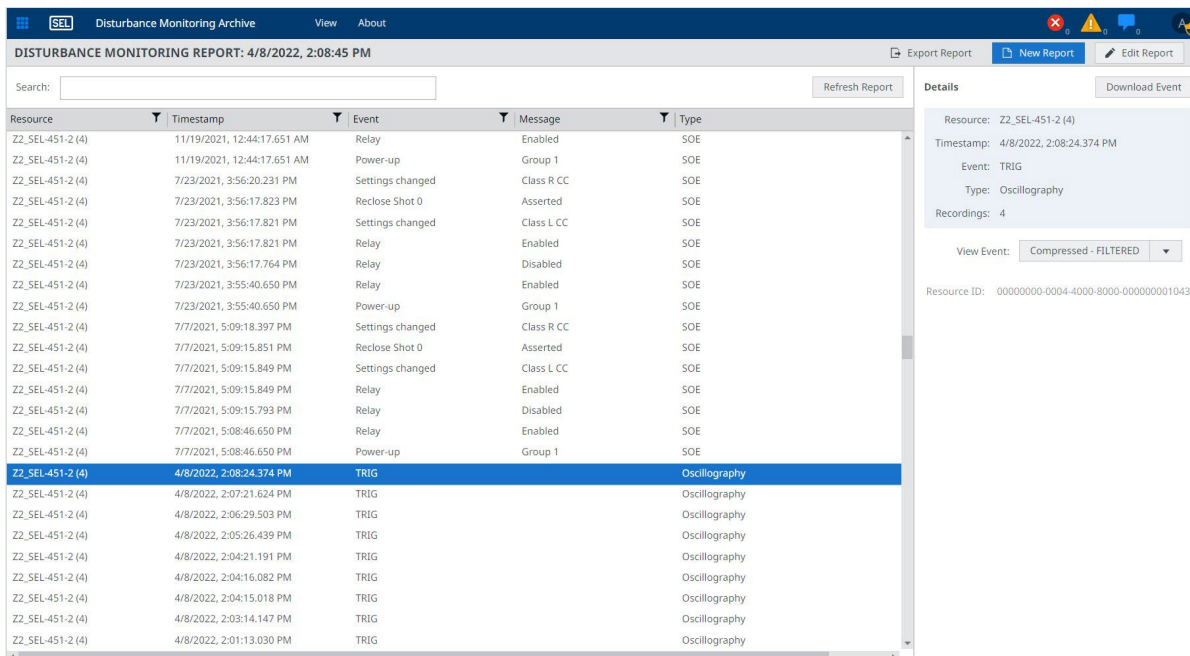 SEL Disturbance Monitoring Archive View About 0 0 0 A
DISTURBANCE MONITORING REPORT: 4/8/2022, 2:08:45 PM Export Report New Report Edit Report
Search: Refresh Report Details Download Event
Resource Timestamp Event Message Type
Z2_SEL-451-2 (4) 11/19/2021, 12:44:17.651 AM Relay Enabled SOE
Z2_SEL-451-2 (4) 11/19/2021, 12:44:17.651 AM Power-up Group 1 SOE
Z2_SEL-451-2 (4) 7/23/2021, 3:56:20.231 PM Settings changed Class R CC SOE
Z2_SEL-451-2 (4) 7/23/2021, 3:56:17.823 PM Reclose Shot 0 Asserted SOE
Z2_SEL-451-2 (4) 7/23/2021, 3:56:17.821 PM Settings changed Class L CC SOE
Z2_SEL-451-2 (4) 7/23/2021, 3:56:17.821 PM Relay Enabled SOE
Z2_SEL-451-2 (4) 7/23/2021, 3:56:17.764 PM Relay Disabled SOE
Z2_SEL-451-2 (4) 7/23/2021, 3:55:40.650 PM Relay Enabled SOE
Z2_SEL-451-2 (4) 7/23/2021, 3:55:40.650 PM Power-up Group 1 SOE
Z2_SEL-451-2 (4) 7/7/2021, 5:09:18.397 PM Settings changed Class R CC SOE
Z2_SEL-451-2 (4) 7/7/2021, 5:09:15.851 PM Reclose Shot 0 Asserted SOE
Z2_SEL-451-2 (4) 7/7/2021, 5:09:15.849 PM Settings changed Class L CC SOE
Z2_SEL-451-2 (4) 7/7/2021, 5:09:15.849 PM Relay Enabled SOE
Z2_SEL-451-2 (4) 7/7/2021, 5:09:15.793 PM Relay Disabled SOE
Z2_SEL-451-2 (4) 7/7/2021, 5:08:46.650 PM Relay Enabled SOE
Z2_SEL-451-2 (4) 7/7/2021, 5:08:46.650 PM Power-up Group 1 SOE
Z2_SEL-451-2 (4) 4/8/2022, 2:08:24.374 PM TRIG Oscillography
Z2_SEL-451-2 (4) 4/8/2022, 2:07:21.624 PM TRIG Oscillography
Z2_SEL-451-2 (4) 4/8/2022, 2:06:29.503 PM TRIG Oscillography
Z2_SEL-451-2 (4) 4/8/2022, 2:05:26.439 PM TRIG Oscillography
Z2_SEL-451-2 (4) 4/8/2022, 2:04:21.191 PM TRIG Oscillography
Z2_SEL-451-2 (4) 4/8/2022, 2:04:16.082 PM TRIG Oscillography
Z2_SEL-451-2 (4) 4/8/2022, 2:04:15.018 PM TRIG Oscillography
Z2_SEL-451-2 (4) 4/8/2022, 2:03:14.147 PM TRIG Oscillography
Z2_SEL-451-2 (4) 4/8/2022, 2:01:13.030 PM TRIG Oscillography
Resource: Z2_SEL-451-2 (4)
Timestamp: 4/8/2022, 2:08:24.374 PM
Event: TRIG
Type: Oscillography
Recordings: 4
View Event: Compressed - FILTERED
Resource ID: 00000000-0004-4000-8000-000000001043